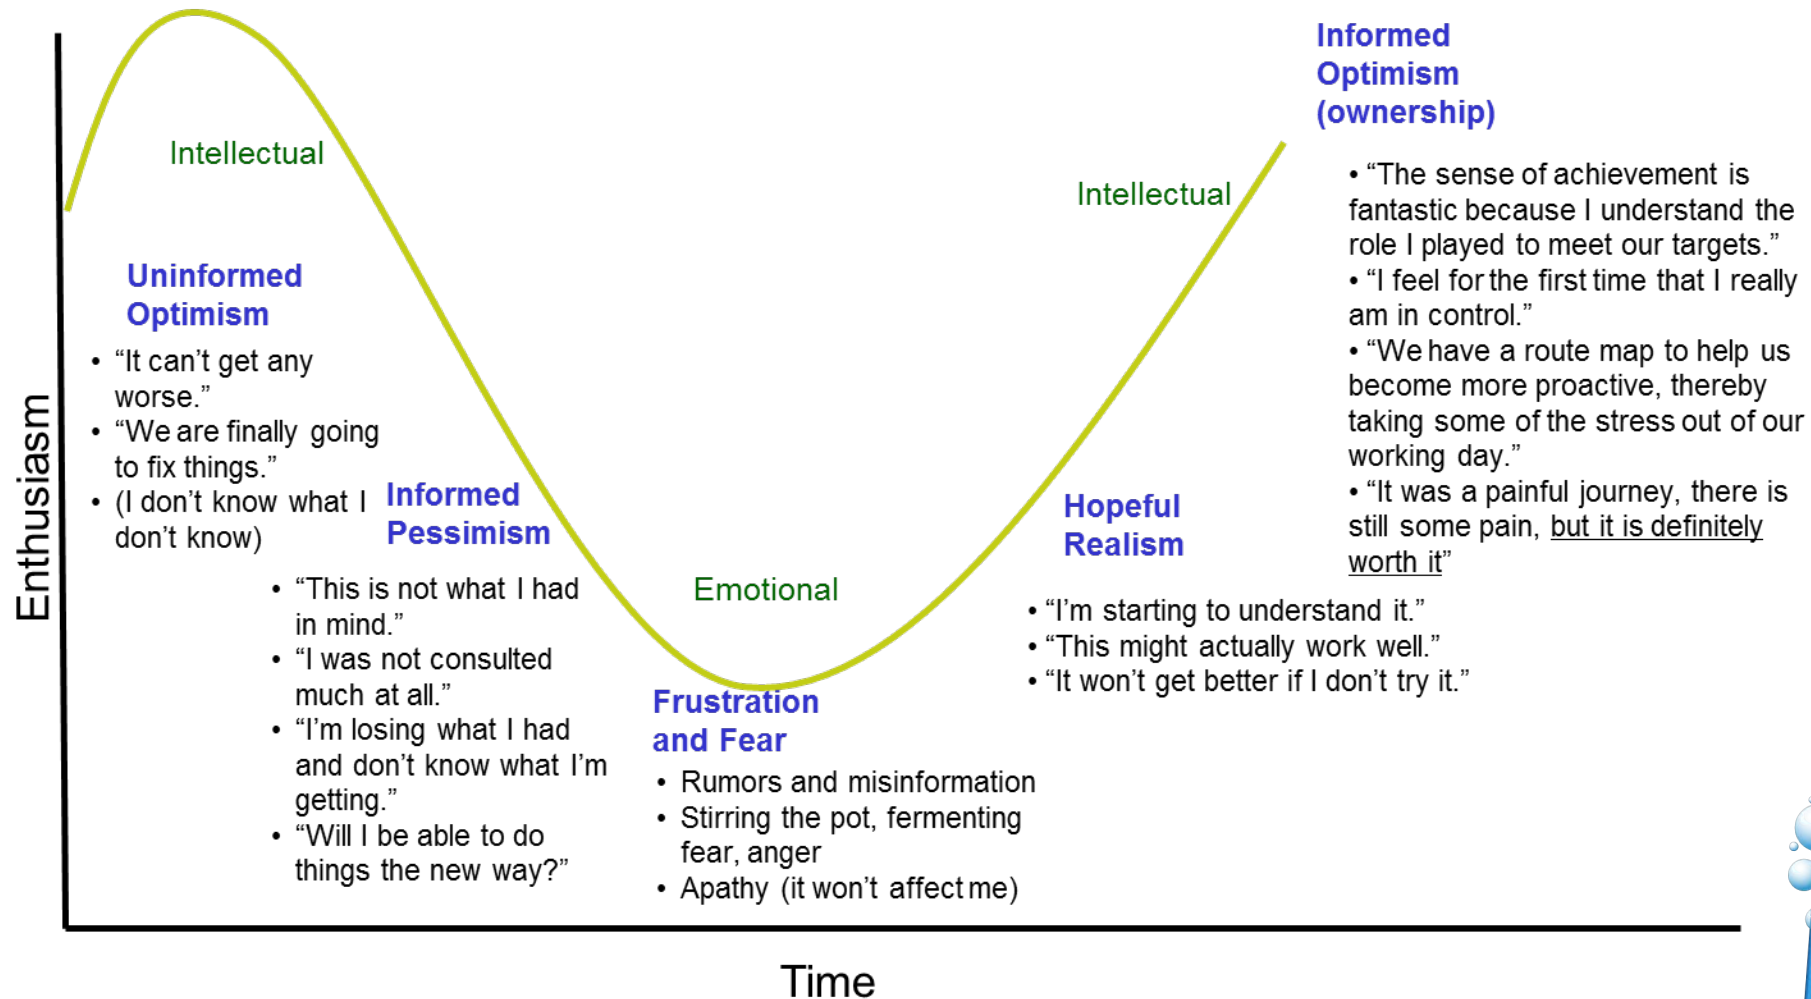 Enthusiasm
Intellectual
Uninformed
Optimism
• “It can’t get any
worse.”
• “We are finally going
to fix things.”
• (I don’t know what I
don’t know)
Informed
Pessimism
• “This is not what I had
in mind.”
• “I was not consulted
much at all.”
• “I’m losing what I had
and don’t know what I’m
getting.”
• “Will I be able to do
things the new way?”
Emotional
Frustration
and Fear
• Rumors and misinformation
• Stirring the pot, fermenting
fear, anger
• Apathy (it won’t affect me)
Intellectual
Hopeful
Realism
• “I’m starting to understand it.”
• “This might actually work well.”
• “It won’t get better if I don’t try it.”
Informed
Optimism
(ownership)
• “The sense of achievement is
fantastic because I understand the
role I played to meet our targets.”
• “I feel for the first time that I really
am in control.”
• “We have a route map to help us
become more proactive, thereby
taking some of the stress out of our
working day.”
• “It was a painful journey, there is
still some pain, but it is definitely
worth it”
Time